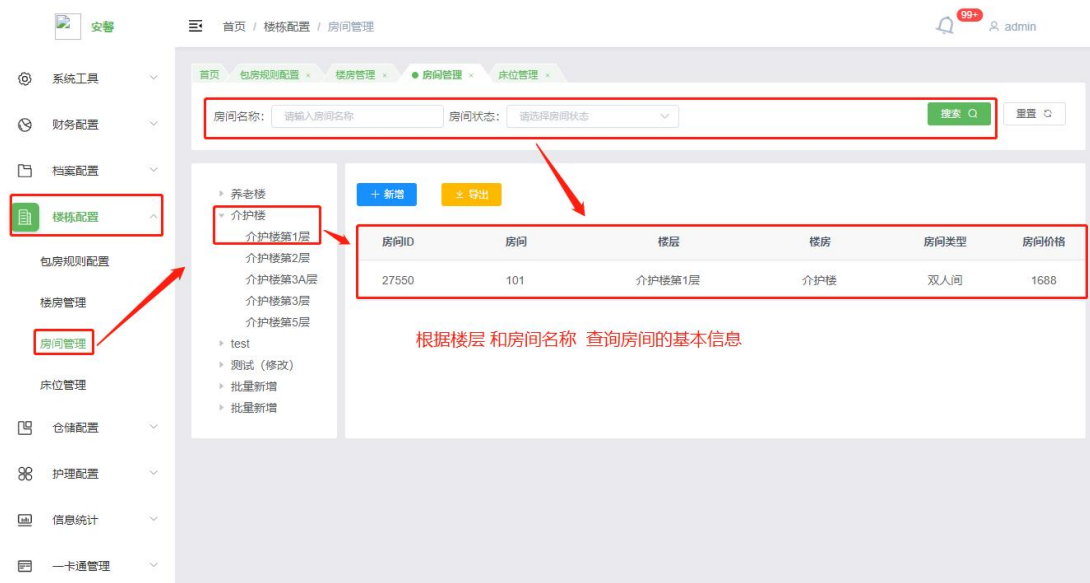 安馨
首页 / 楼栋配置 / 房间管理
99+
admin
系统工具
财务配置
档案配置
楼栋配置
包房规则配置
楼房管理
房间管理
床位管理
仓储配置
护理配置
信息统计
一卡通管理
首页 包房规则配置 × 楼房管理 × 房间管理 × 床位管理 ×
房间名称： 请输入房间名称 房间状态： 请选择房间状态 搜索 重置
养老楼
介护楼
介护楼第1层
介护楼第2层
介护楼第3A层
介护楼第3层
介护楼第5层
test
测试（修改）
批量新增
批量新增
+ 新增 导出
房间ID 房间 楼层 楼房 房间类型 房间价格
27550 101 介护楼第1层 介护楼 双人间 1688
根据楼层 和房间名称 查询房间的基本信息